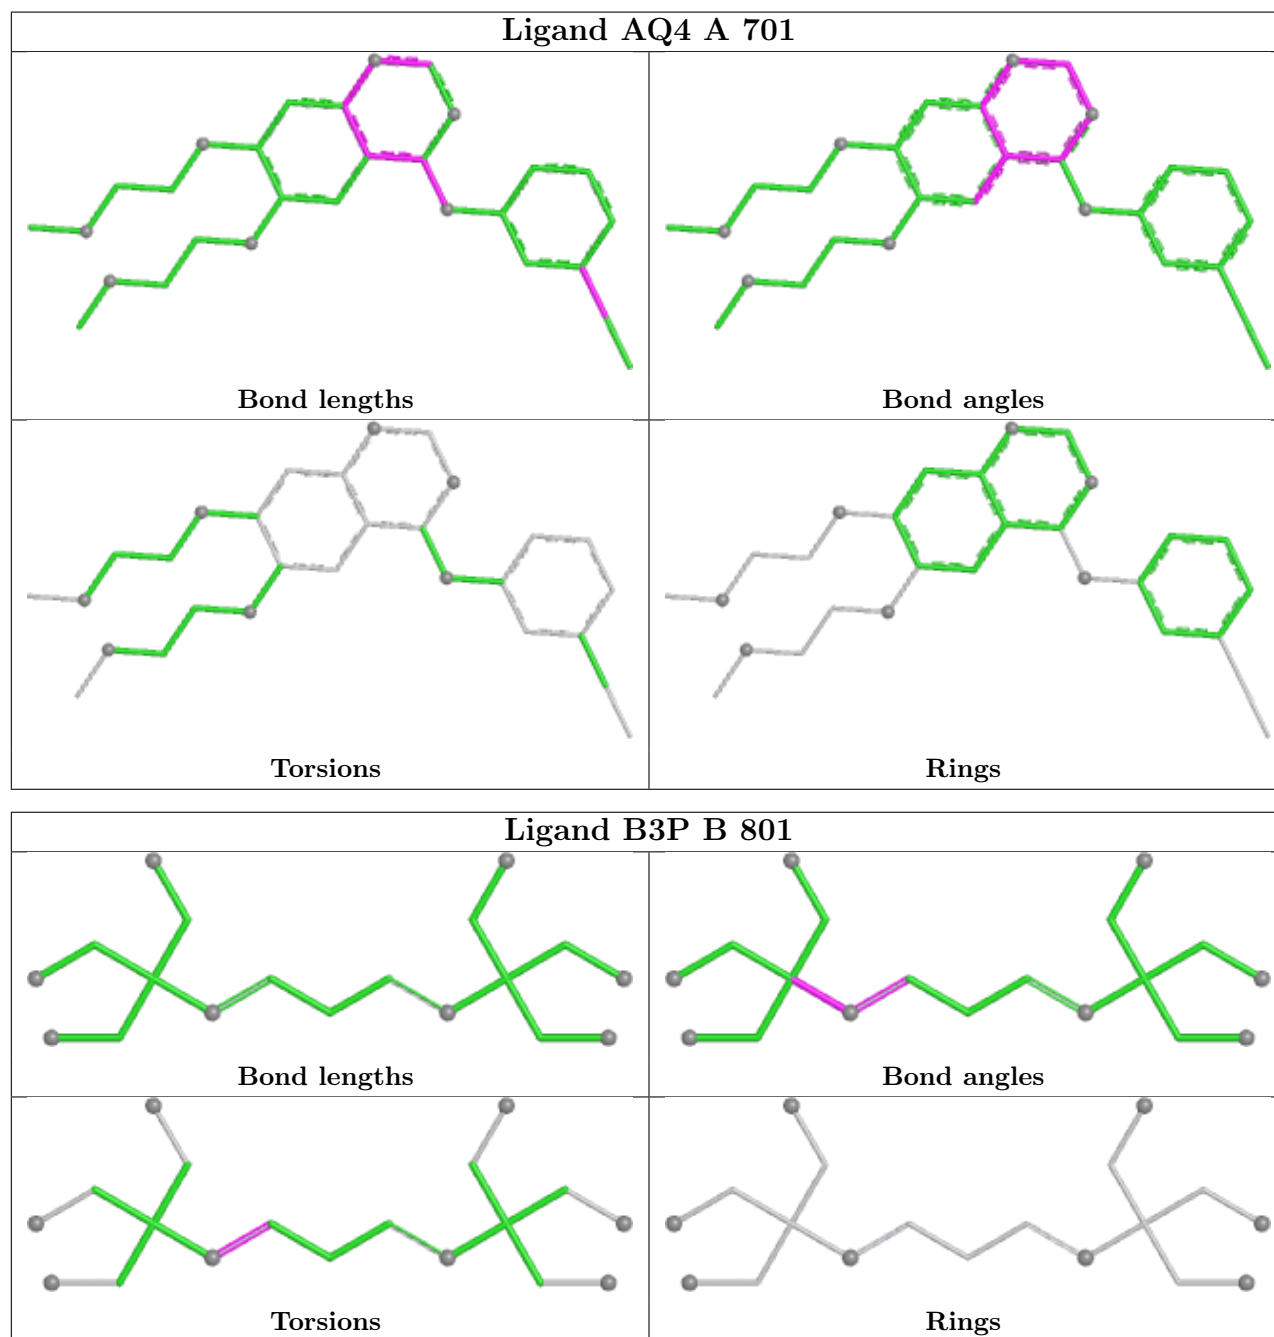 Ligand AQ4 A 701
Bond lengths
Bond angles
Torsions
Rings
Ligand B3P B 801
Bond lengths
Bond angles
Torsions
Rings